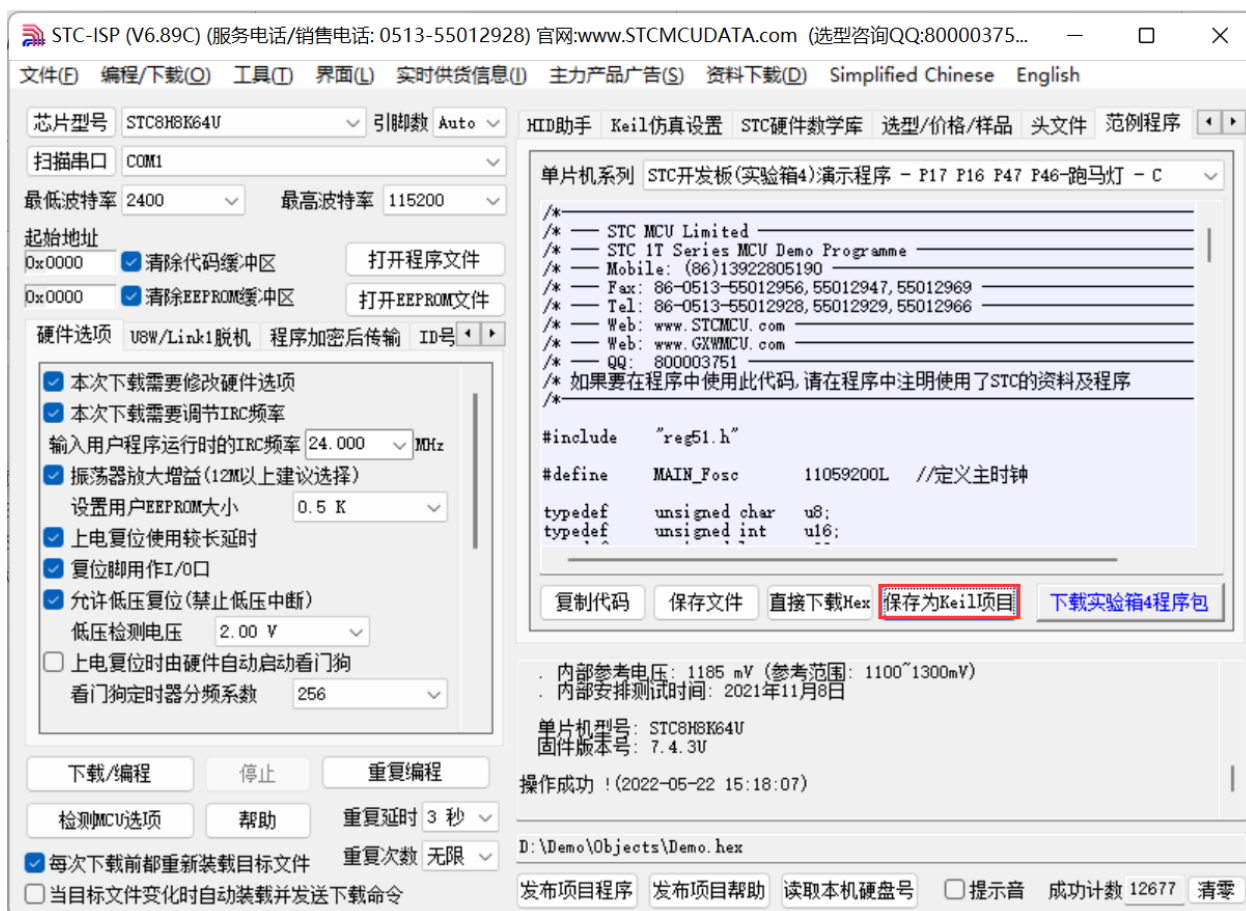 STC-ISP (V6.89C) (服务电话/销售电话: 0513-55012928) 官网:www.STCMCUDATA.com (选型咨询QQ:80000375...
文件(F) 编程/下载(O) 工具(T) 界面(L) 实时供货信息(I) 主力产品广告(S) 资料下载(D) Simplified Chinese English
芯片型号 STC8H8K64U 引脚数 Auto
扫描串口 COM1
最低波特率 2400 最高波特率 115200
起始地址
0x0000 清除代码缓冲区 打开程序文件
0x0000 清除EEPROM缓冲区 打开EEPROM文件
硬件选项 U8W/Link1脱机 程序加密后传输 ID号
本次下载需要修改硬件选项
本次下载需要调节IRC频率
输入用户程序运行时的IRC频率 24.000 MHz
振荡器放大增益(12M以上建议选择)
设置用户EEPROM大小 0.5 K
上电复位使用较长延时
复位脚用作I/O口
允许低压复位(禁止低压中断)
低压检测电压 2.00 V
上电复位时由硬件自动启动看门狗
看门狗定时器分频系数 256
下载/编程 停止 重复编程
检测MCU选项 帮助 重复延时 3 秒
每次下载前都重新装载目标文件 重复次数 无限
当目标文件变化时自动装载并发送下载命令
HID助手 Keil仿真设置 STC硬件数学库 选型/价格/样品 头文件 范例程序
单片机系列 STC开发板(实验箱4)演示程序 - P17 P16 P47 P46-跑马灯 - C
/*
/* — STC MCU Limited
/* — STC 1T Series MCU Demo Programme
/* — Mobile: (86)13922805190
/* — Fax: 86-0513-55012956,55012947,55012969
/* — Tel: 86-0513-55012928,55012929,55012966
/* — Web: www.STCMCU.com
/* — Web: www.GXWMCU.com
/* — QQ: 800003751
/* 如果要在程序中使用此代码,请在程序中注明使用了STC的资料及程序
/*
#include "reg51.h"
#define MAIN_Fosc 11059200L //定义主时钟
typedef unsigned char u8;
typedef unsigned int u16;
复制代码 保存文件 直接下载Hex 保存为Keil项目 下载实验箱4程序包
. 内部参考电压: 1185 mV (参考范围: 1100~1300mV)
. 内部安排测试时间: 2021年11月8日
单片机型号: STC8H8K64U
固件版本号: 7.4.3U
操作成功 !(2022-05-22 15:18:07)
D:\Demo\Objects\Demo.hex
发布项目程序 发布项目帮助 读取本机硬盘号 提示音 成功计数 12677 清零